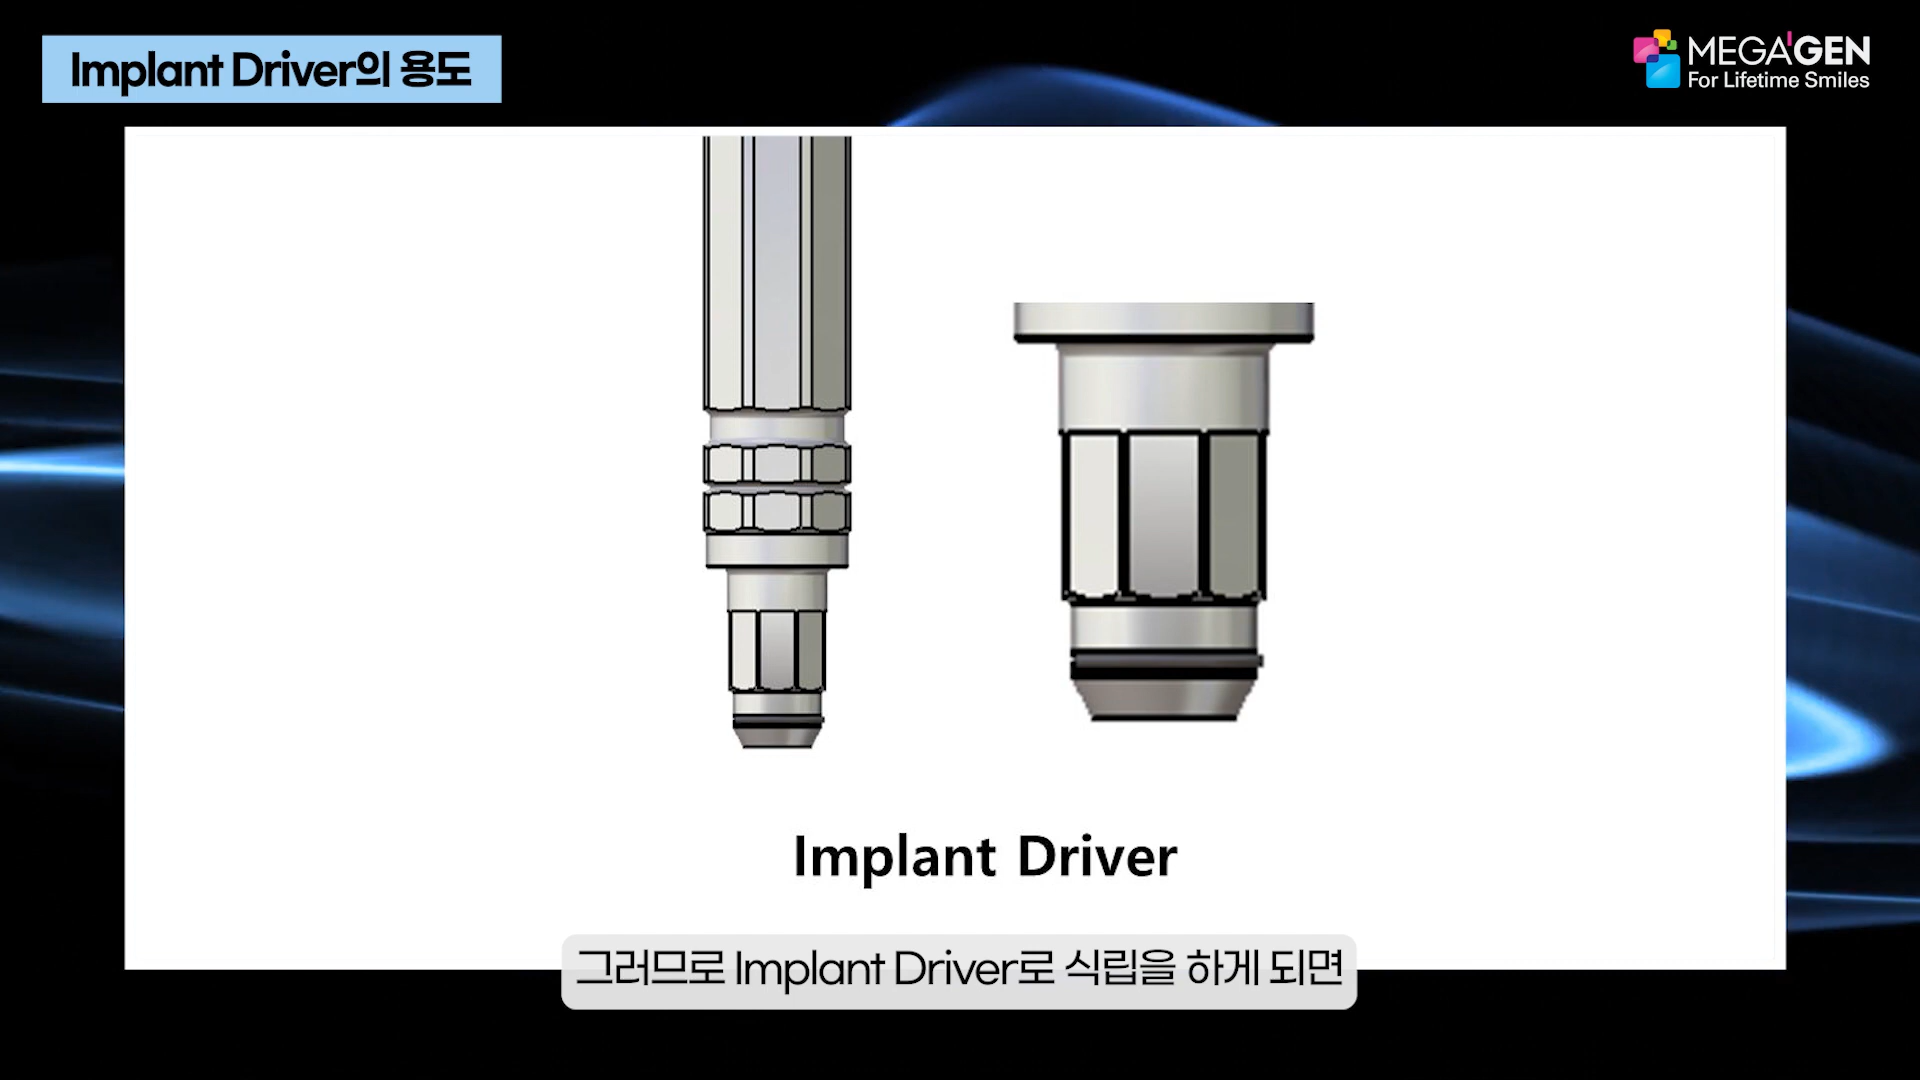 Implant Driver의 용도
MEGA'GEN
For Lifetime Smiles
Implant Driver
그러므로 Implant Driver로 식립을 하게 되면